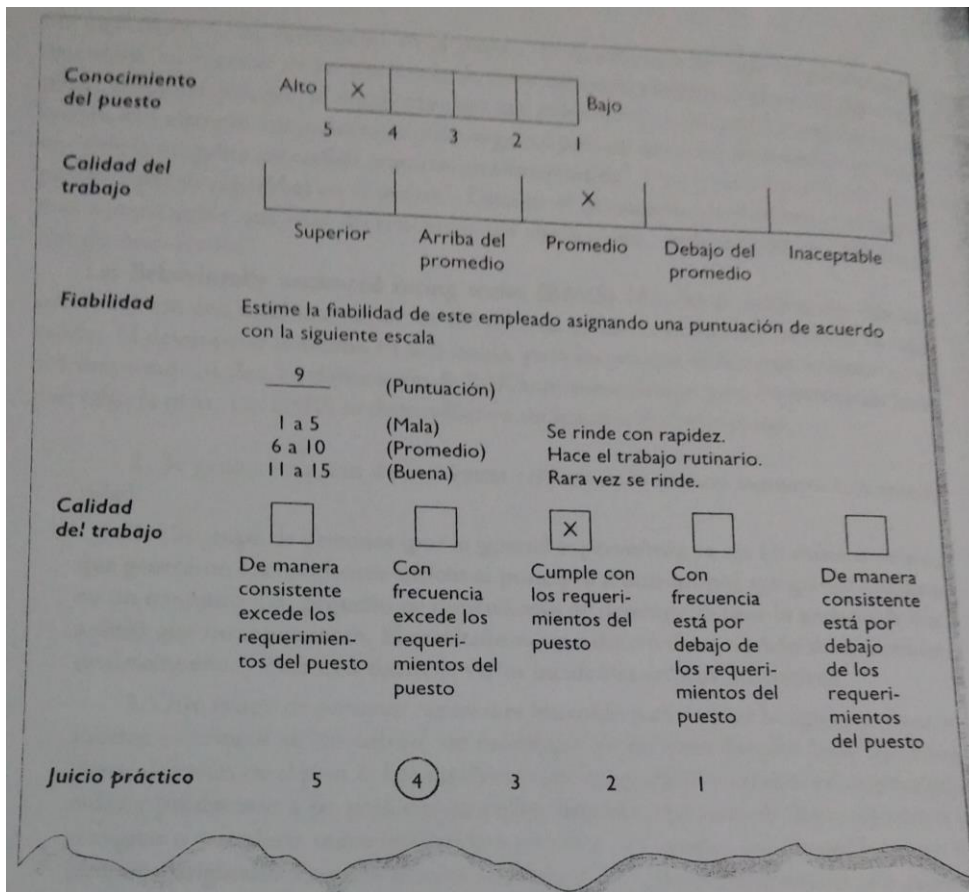 Conocimiento
del puesto
Alto X Bajo
5 4 3 2 1
Calidad del
trabajo
X
Superior Arriba del
promedio Promedio Debajo del
promedio Inaceptable
Fiabilidad
Estime la fiabilidad de este empleado asignando una puntuación de acuerdo
con la siguiente escala
9 (Puntuación)
1 a 5 (Mala) Se rinde con rapidez.
6 a 10 (Promedio) Hace el trabajo rutinario.
11 a 15 (Buena) Rara vez se rinde.
Calidad
del trabajo
X
De manera
consistente
excede los
requerimien-
tos del puesto
Con
frecuencia
excede los
requeri-
mientos del
puesto
Cumple con
los requeri-
mientos del
puesto
Con
frecuencia
está por
debajo de
los requeri-
mientos del
puesto
De manera
consistente
está por
debajo
de los
requeri-
mientos
del puesto
Juicio práctico 5 4 3 2 1